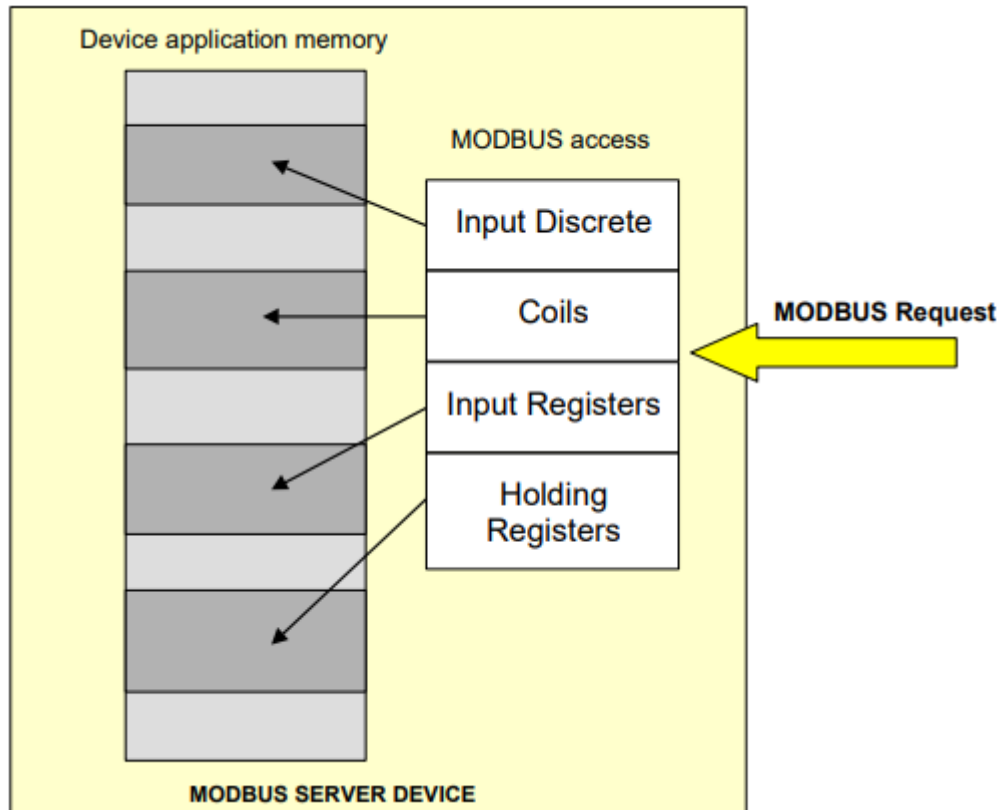 Device application memory
MODBUS access
Input Discrete
Coils
MODBUS Request
Input Registers
Holding
Registers
MODBUS SERVER DEVICE